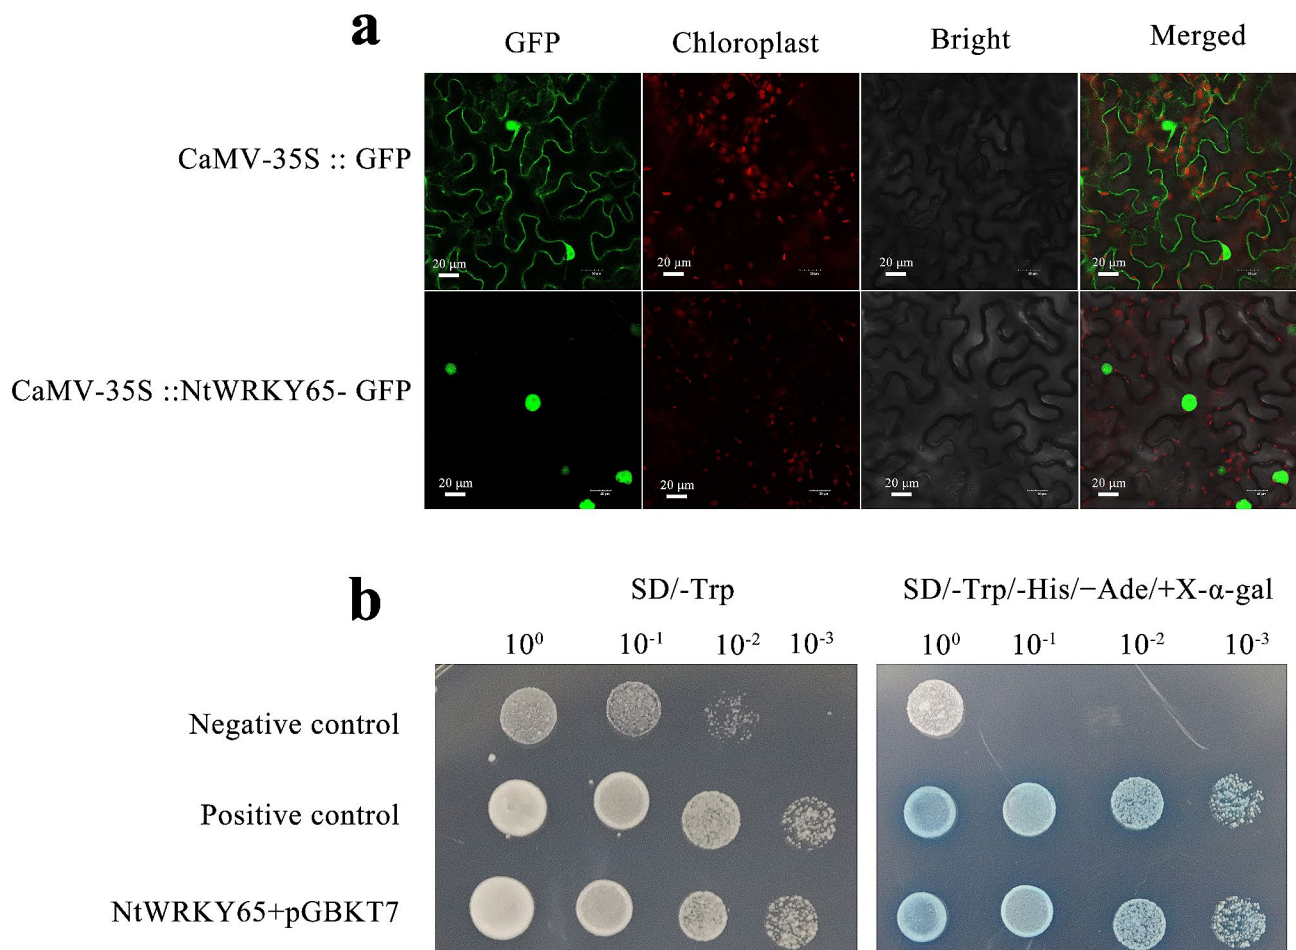 a
GFP Chloroplast Bright Merged
CaMV-35S :: GFP
20 μm 20 μm 20 μm 20 μm
CaMV-35S ::NtWRKY65- GFP
20 μm 20 μm 20 μm 20 μm
b
SD/-Trp SD/-Trp/-His/−Ade/+X-α-gal
10⁰ 10⁻¹ 10⁻² 10⁻³ 10⁰ 10⁻¹ 10⁻² 10⁻³
Negative control
Positive control
NtWRKY65+pGBKT7